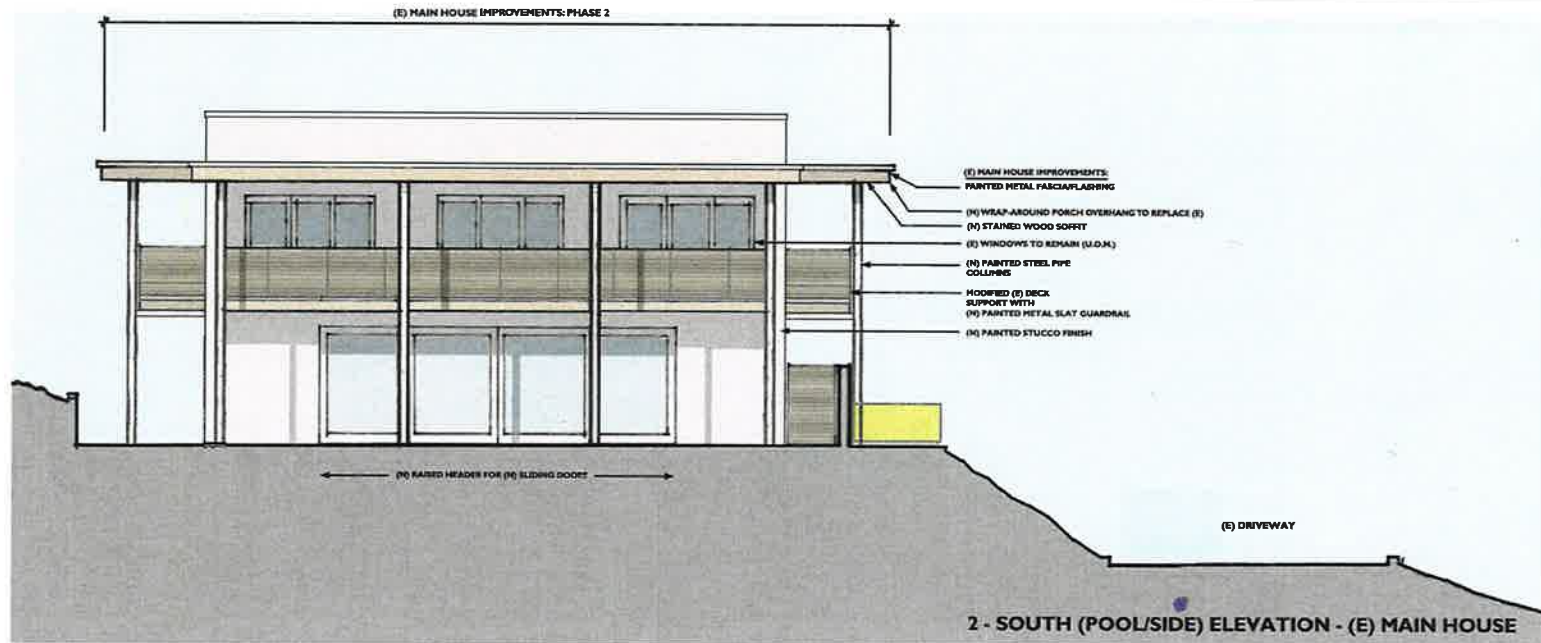 (E) MAIN HOUSE IMPROVEMENTS: PHASE 2
(E) MAIN HOUSE IMPROVEMENTS:
PAINTED METAL FASCIA/FLASHING
(N) WRAP-AROUND PORCH OVERHANG TO REPLACE (E)
(N) STAINED WOOD SOFFIT
(E) WINDOWS TO REMAIN (U.O.N.)
(N) PAINTED STEEL PIPE
COLUMNS
MODIFIED (E) DECK
SUPPORT WITH
(N) PAINTED METAL SLAT GUARDRAIL
(N) PAINTED STUCCO FINISH
(N) RAISED HEADER FOR (N) SLIDING DOORS
(E) DRIVEWAY
2 - SOUTH (POOL/SIDE) ELEVATION - (E) MAIN HOUSE